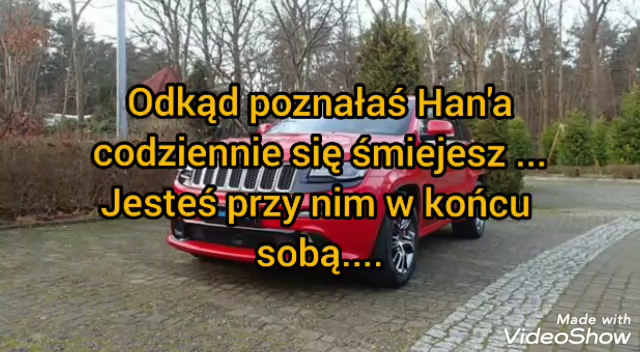 Odkąd poznałaś Han'a
codziennie się śmiejesz ...
Jesteś przy nim w końcu
sobą....
Made with
VideoShow